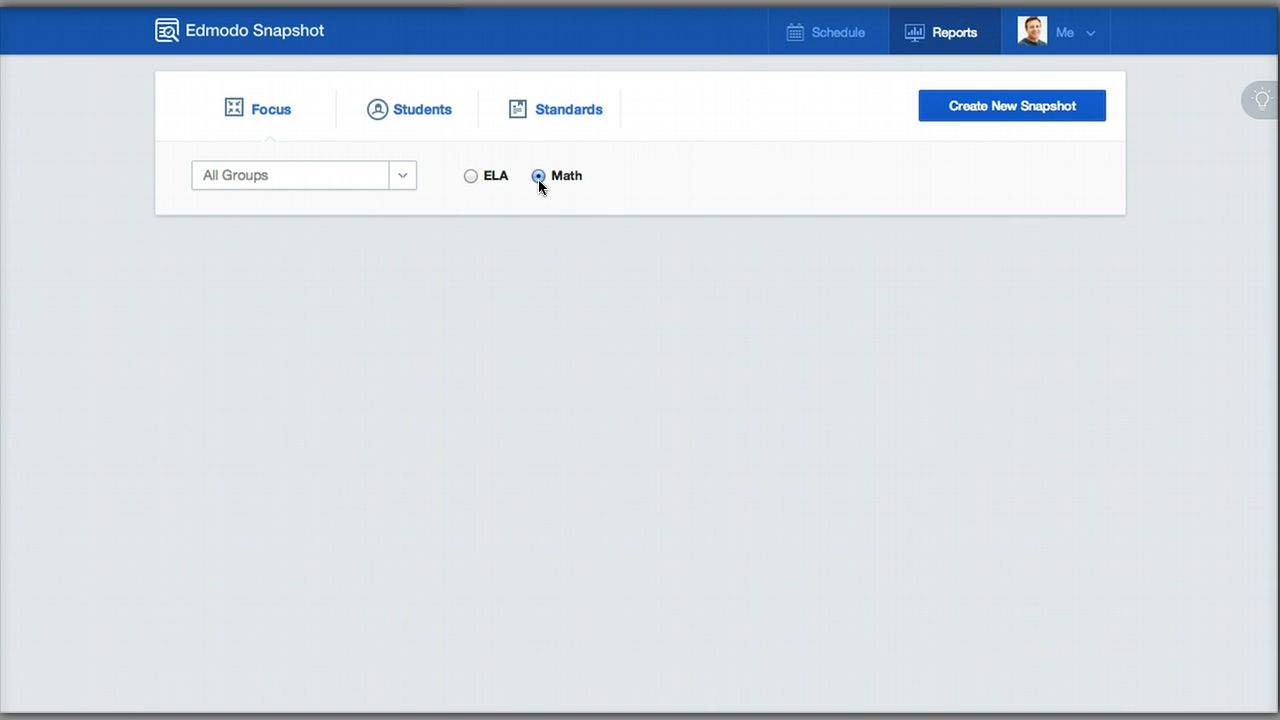 Edmodo Snapshot
Schedule
Reports
Me
Focus
Students
Standards
Create New Snapshot
All Groups
ELA
Math